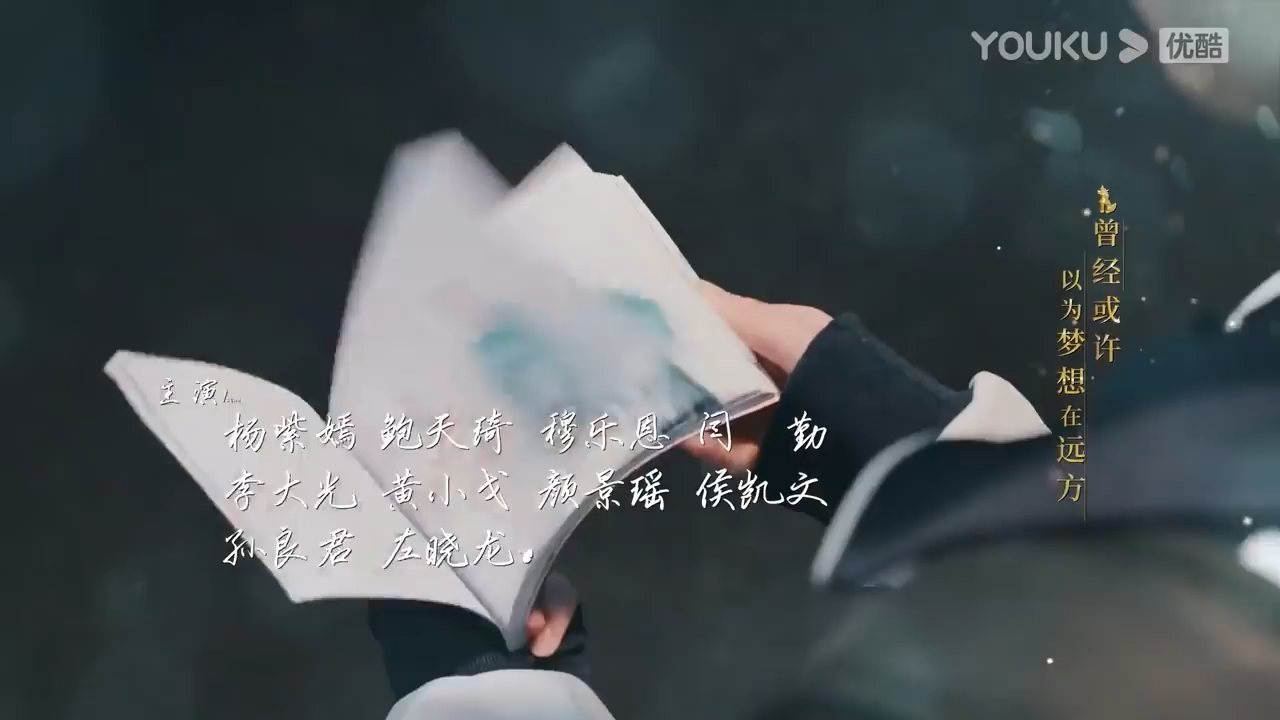 YOUKU 优酷
曾经或许
以为梦想在远方
主演
杨紫嫣 鲍天琦 穆乐恩 闫 勤
李大光 黄小戈 颜景瑶 侯凯文
孙良君 左晓龙